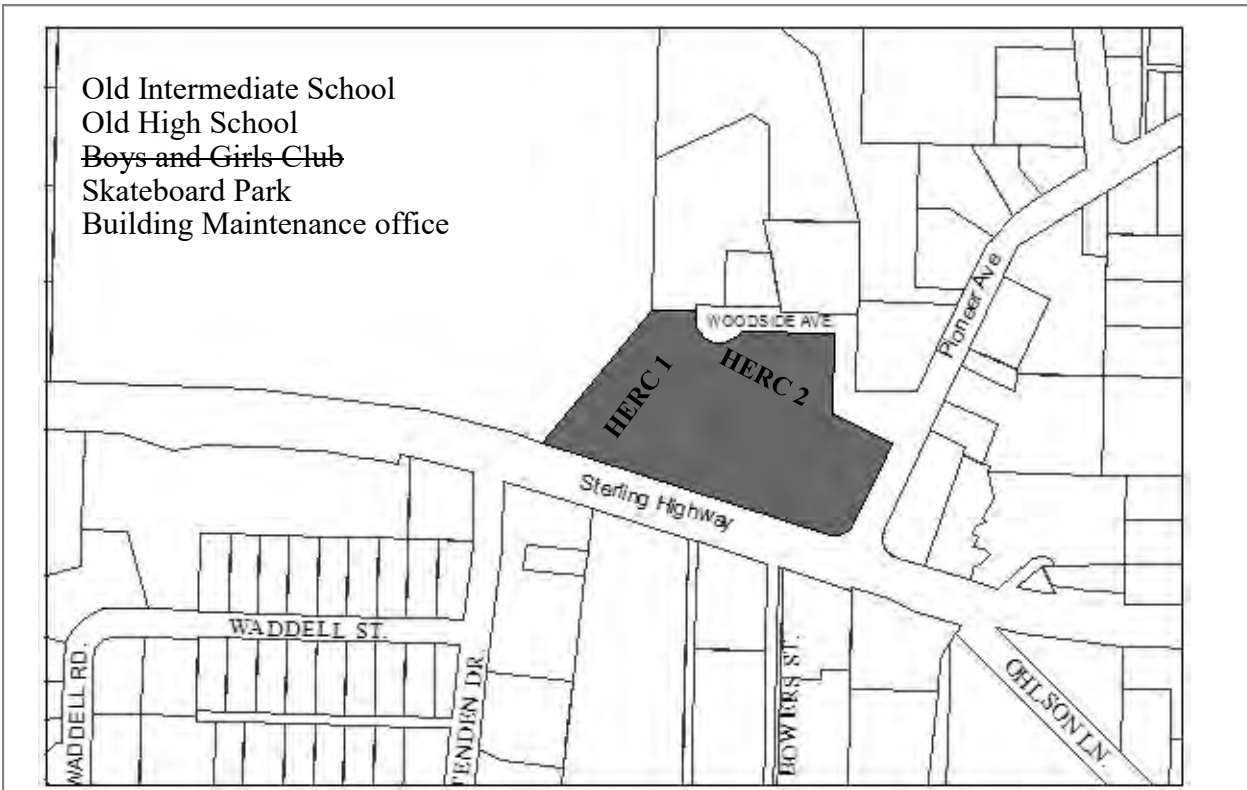 Old Intermediate School
Old High School
Boys and Girls Club
Skateboard Park
Building Maintenance office
WOODSIDE AVE.
HERC 1
HERC 2
Pioneer Ave
Sterling Highway
WADDELL ST.
WADDELL RD.
TENDEN DR.
BOWERS ST.
OHLSON LN.